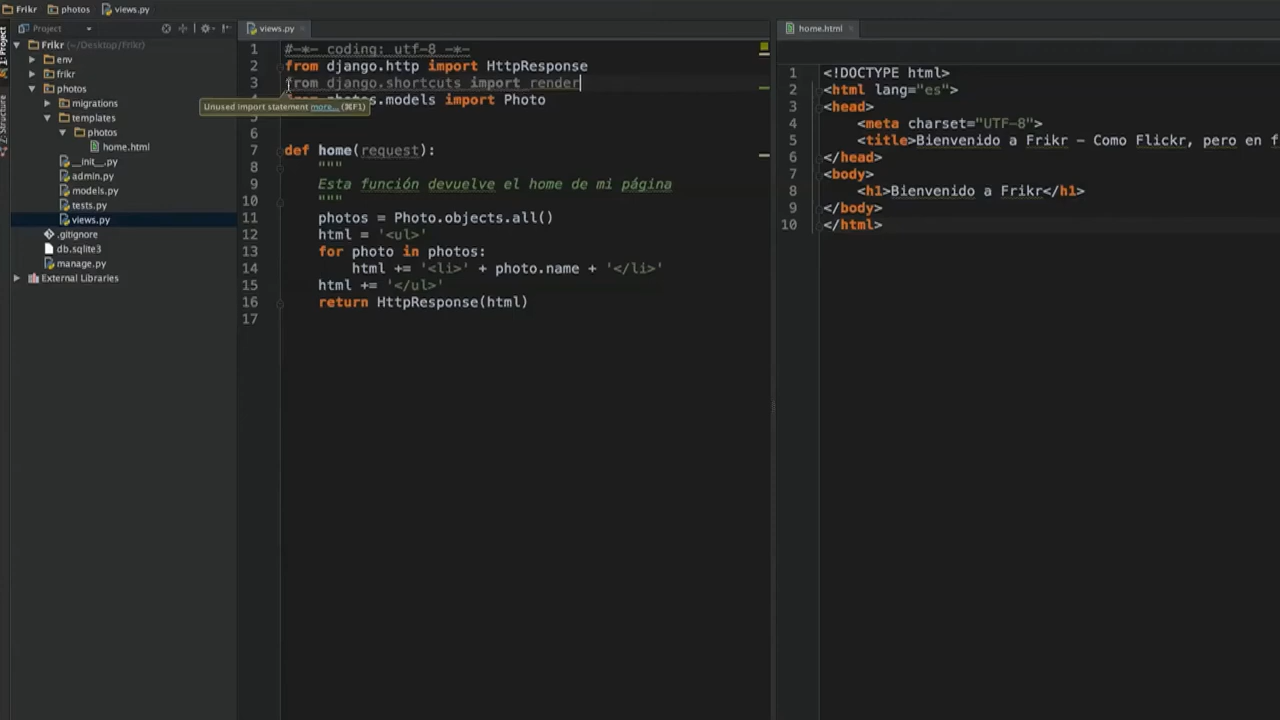 Frikr photos views.py
Project
views.py
home.html
1: Project
Z: Structure
Frikr (~/Desktop/Frikr)
env
frikr
photos
migrations
templates
photos
home.html
__init__.py
admin.py
models.py
tests.py
views.py
.gitignore
db.sqlite3
manage.py
External Libraries
1 #-*- coding: utf-8 -*-
2 from django.http import HttpResponse
3 from django.shortcuts import render
Unused import statement more... (⌘F1)
.models import Photo
6
7 def home(request):
8 """
9 Esta función devuelve el home de mi página
10 """
11 photos = Photo.objects.all()
12 html = '<ul>'
13 for photo in photos:
14 html += '<li>' + photo.name + '</li>'
15 html += '</ul>'
16 return HttpResponse(html)
17
1 <!DOCTYPE html>
2 <html lang="es">
3 <head>
4 <meta charset="UTF-8">
5 <title>Bienvenido a Frikr - Como Flickr, pero en f
6 </head>
7 <body>
8 <h1>Bienvenido a Frikr</h1>
9 </body>
10 </html>